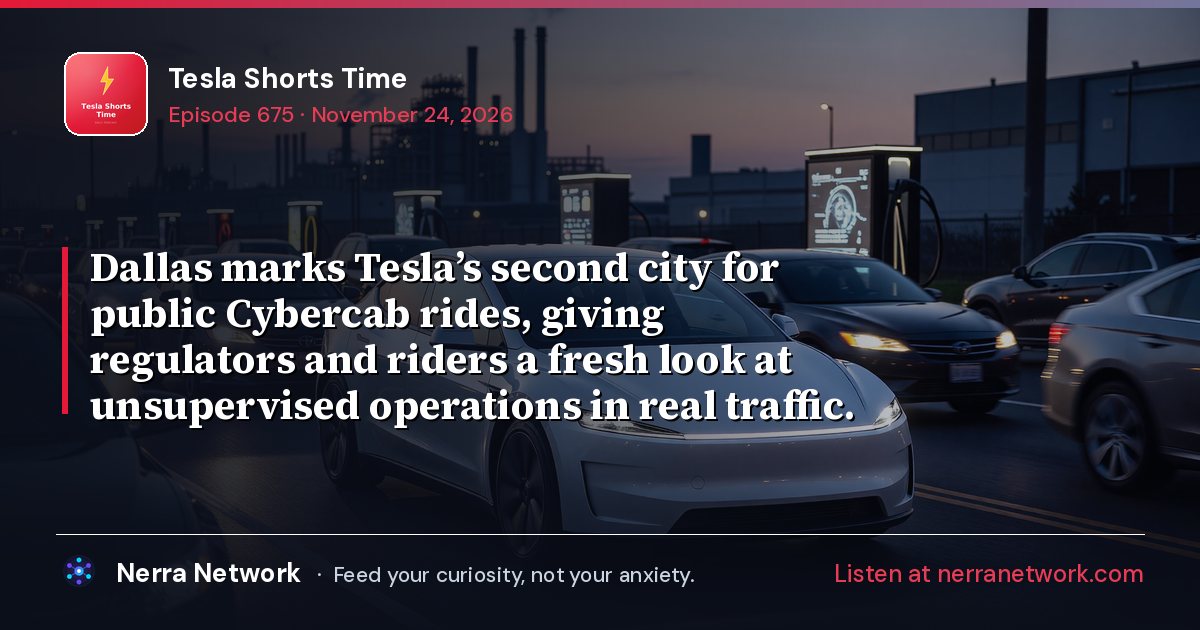 Tesla Shorts Time
Episode 675 · November 24, 2026
Tesla Shorts
Time
Dallas marks Tesla’s second city for
public Cybercab rides, giving
regulators and riders a fresh look at
unsupervised operations in real traffic.
Nerra Network · Feed your curiosity, not your anxiety.
Listen at nerranetwork.com